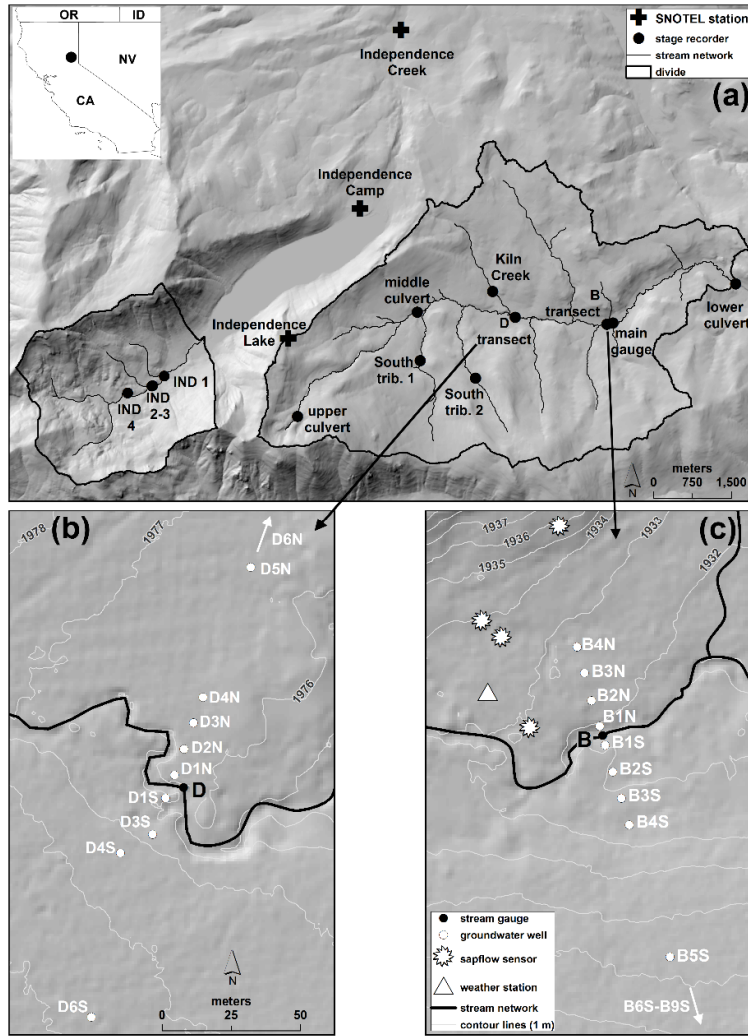 OR
ID
NV
CA
SNOTEL station
stage recorder
stream network
divide
(a)
Independence
Creek
Independence
Camp
Kiln
Creek
middle culvert
B
transect
D
transect
main
gauge
lower
culvert
Independence
Lake
South
trib. 1
South
trib. 2
IND 1
IND
2-3
IND
4
upper
culvert
N
meters
0 750 1,500
(b)
1978
1977
D6N
D5N
1976
D4N
D3N
D2N
D1N
D
D1S
D3S
D4S
D6S
N
meters
0 20 40 60
(c)
1937
1936
1935
1934
1933
1932
B4N
B3N
B2N
B1N
B
B1S
B2S
B3S
B4S
B5S
B6S-B9S
stream gauge
groundwater well
sapflow sensor
weather station
stream network
contour lines (1 m)